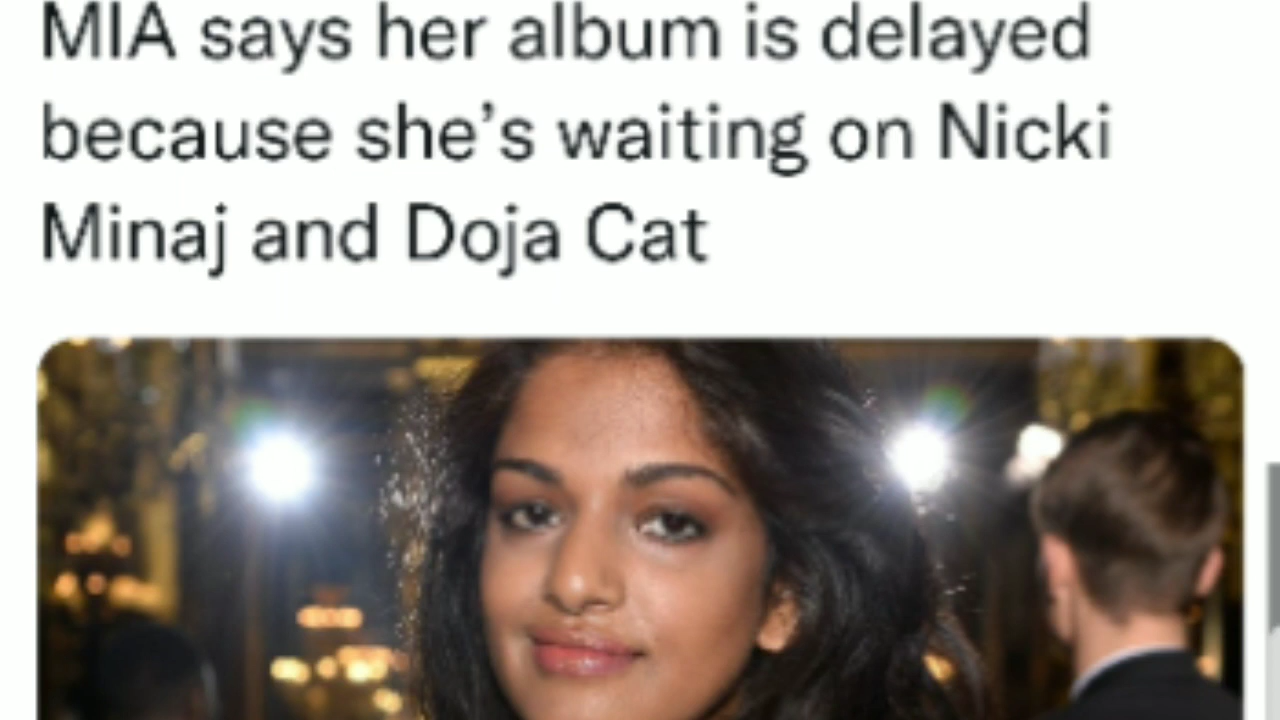 MIA says her album is delayed
because she’s waiting on Nicki
Minaj and Doja Cat